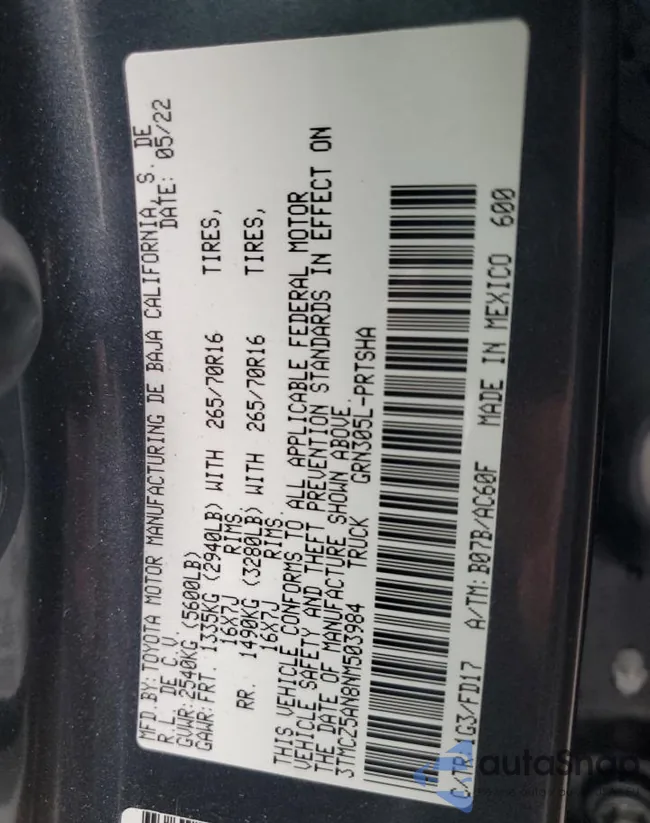 MFD.BY:TOYOTA MOTOR MANUFACTURING DE BAJA CALIFORNIA, S. DE
R.L. DE C.V. DATE: 05/22
GVWR:2540KG (5600LB)
GAWR:FRT. 1335KG (2940LB) WITH 265/70R16 TIRES,
16X7J RIMS
RR. 1490KG (3280LB) WITH 265/70R16 TIRES,
16X7J RIMS
THIS VEHICLE CONFORMS TO ALL APPLICABLE FEDERAL MOTOR
VEHICLE SAFETY AND THEFT PREVENTION STANDARDS IN EFFECT ON
THE DATE OF MANUFACTURE SHOWN ABOVE.
3TMCZ5AN8NM503984 TRUCK GRN305L-PRTSHA
C/TR: 1G3/FD17 A/TM: B07B/AC60F MADE IN MEXICO 600
autaSnap